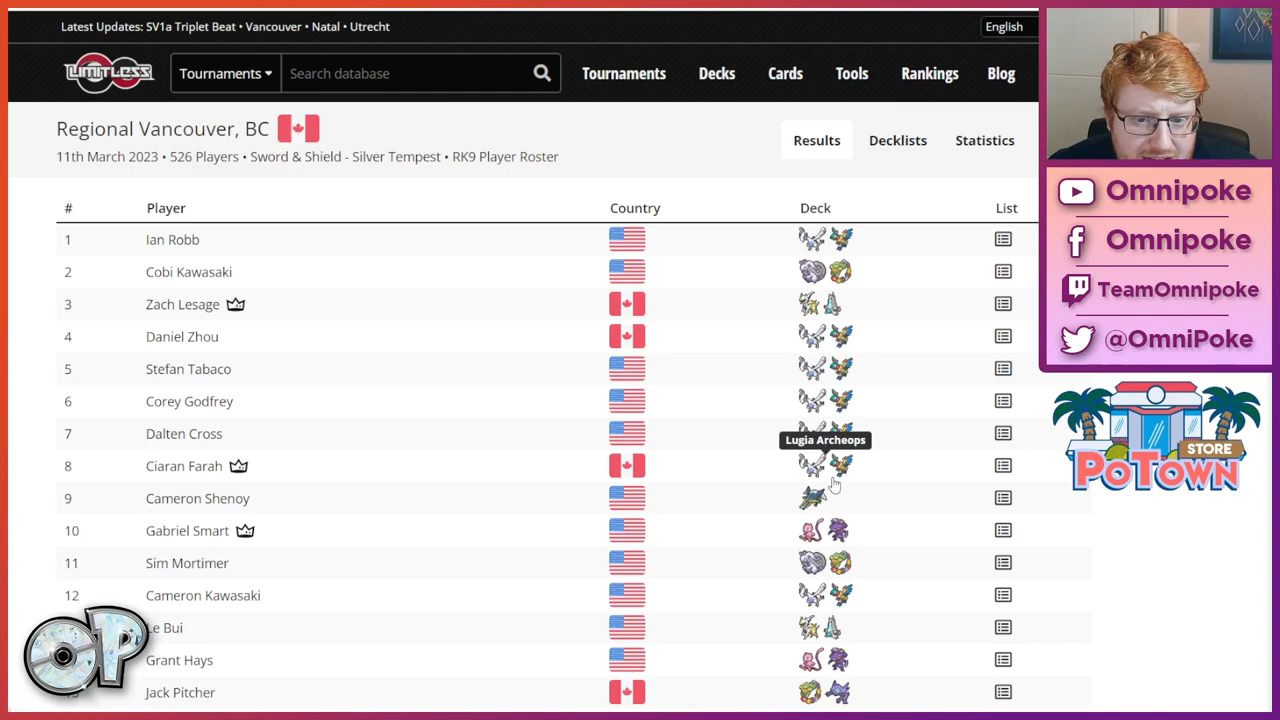 Latest Updates: SV1a Triplet Beat • Vancouver • Natal • Utrecht
English
LIMITLESS
Tournaments
Search database
Tournaments
Decks
Cards
Tools
Rankings
Blog
Regional Vancouver, BC
11th March 2023 • 526 Players • Sword & Shield - Silver Tempest • RK9 Player Roster
Results
Decklists
Statistics
# Player Country Deck List
1 Ian Robb
2 Cobi Kawasaki
3 Zach Lesage
4 Daniel Zhou
5 Stefan Tabaco
6 Corey Godfrey
7 Dalten Cross
Lugia Archeops
8 Ciaran Farah
9 Cameron Shenoy
10 Gabriel Smart
11 Sim Mortimer
12 Cameron Kawasaki
Le Bui
Grant Hays
Jack Pitcher
OP
Omnipoke
Omnipoke
TeamOmnipoke
@OmniPoke
STORE
POTOWN